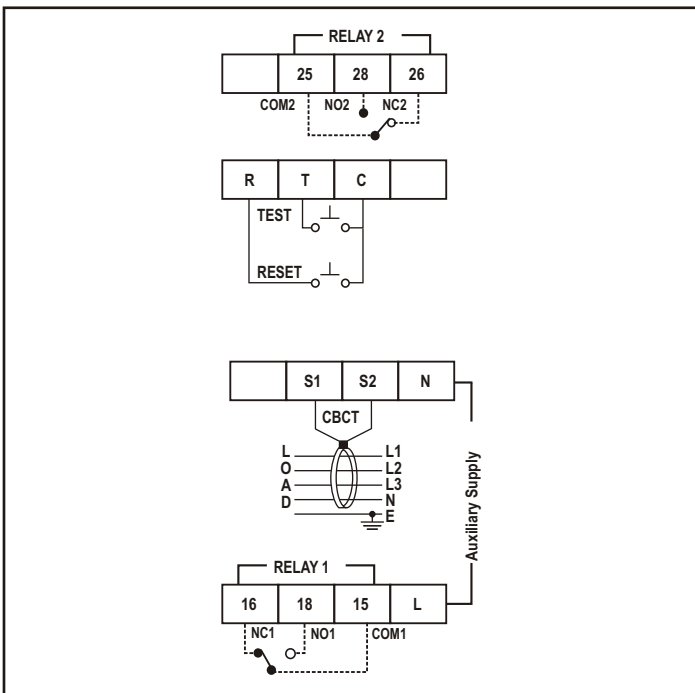 RELAY 2
25 28 26
COM2 NO2 NC2
R T C
TEST
RESET
S1 S2 N
CBCT
L L1
O L2
A L3
D N
E
Auxiliary Supply
RELAY 1
16 18 15 L
NC1 NO1 COM1